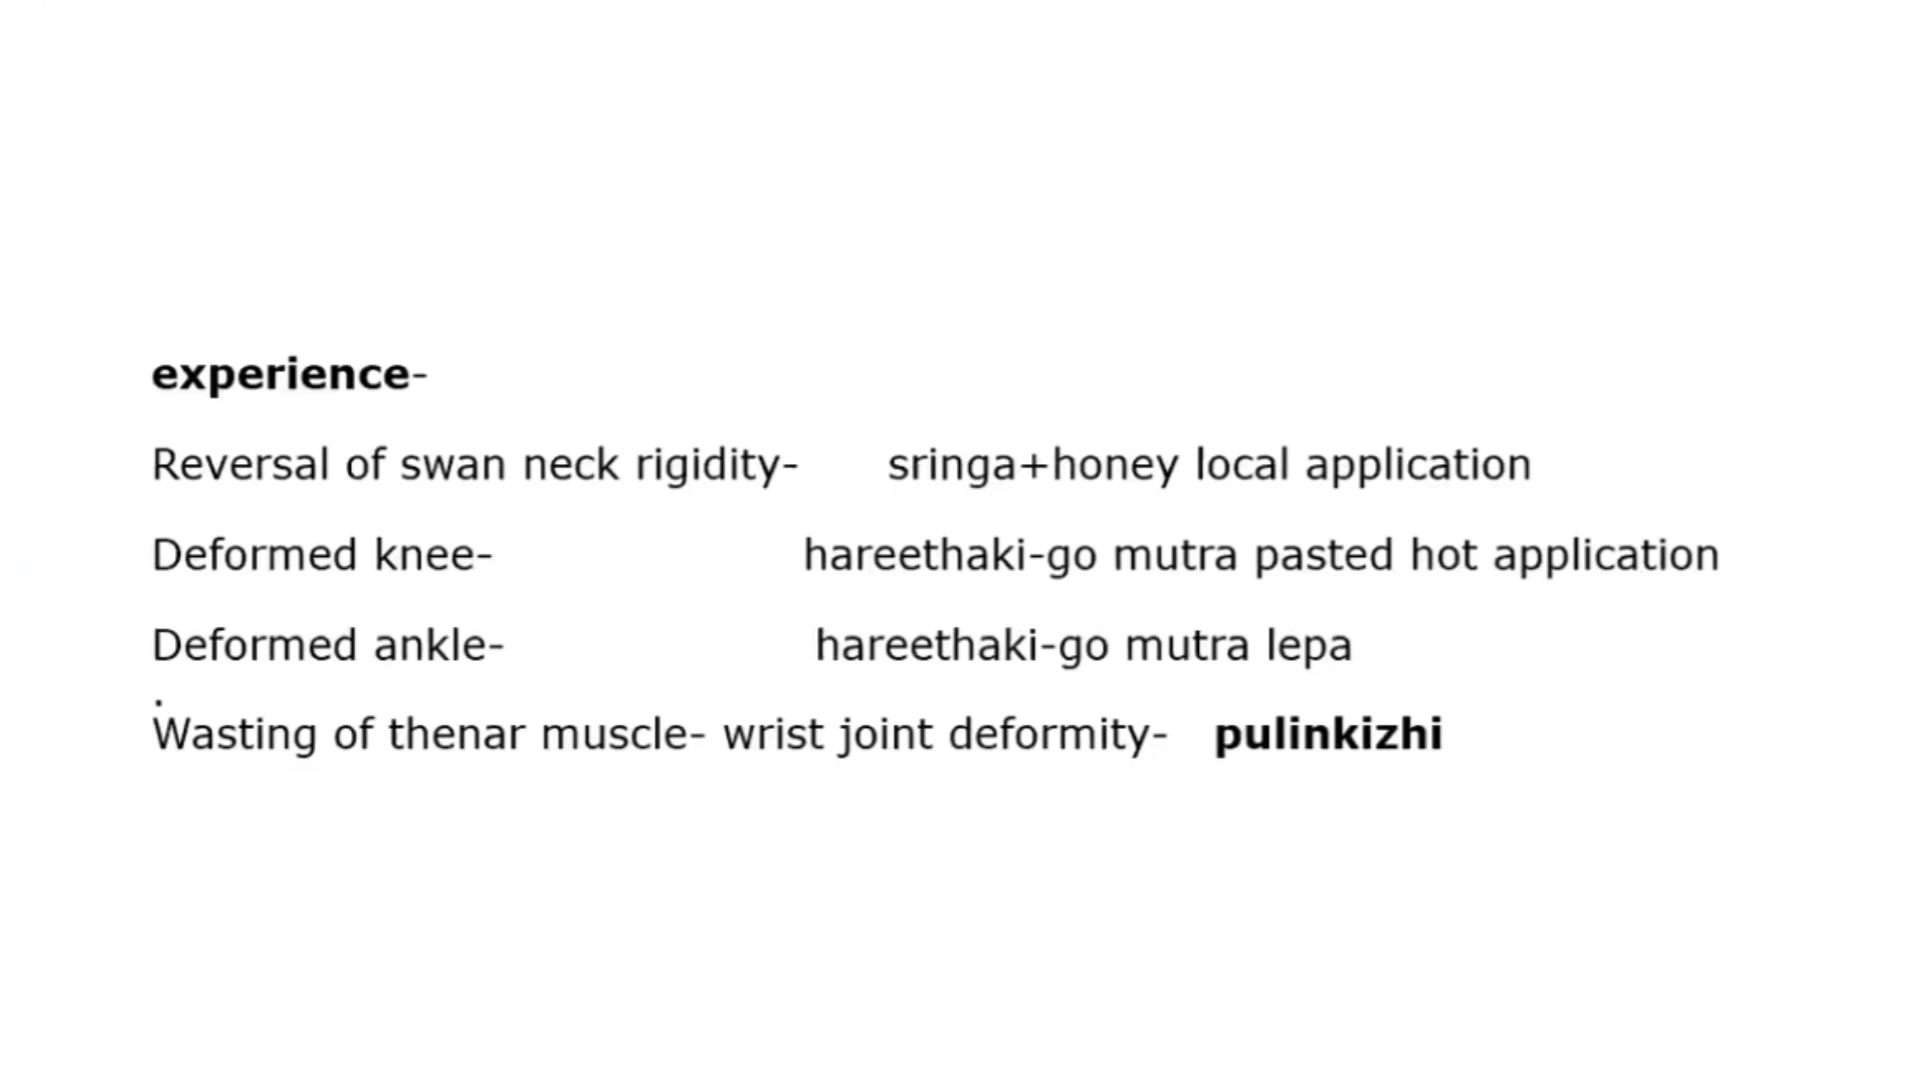 experience-
Reversal of swan neck rigidity- sringa+honey local application
Deformed knee- hareethaki-go mutra pasted hot application
Deformed ankle- hareethaki-go mutra lepa
.
Wasting of thenar muscle- wrist joint deformity- pulinkizhi